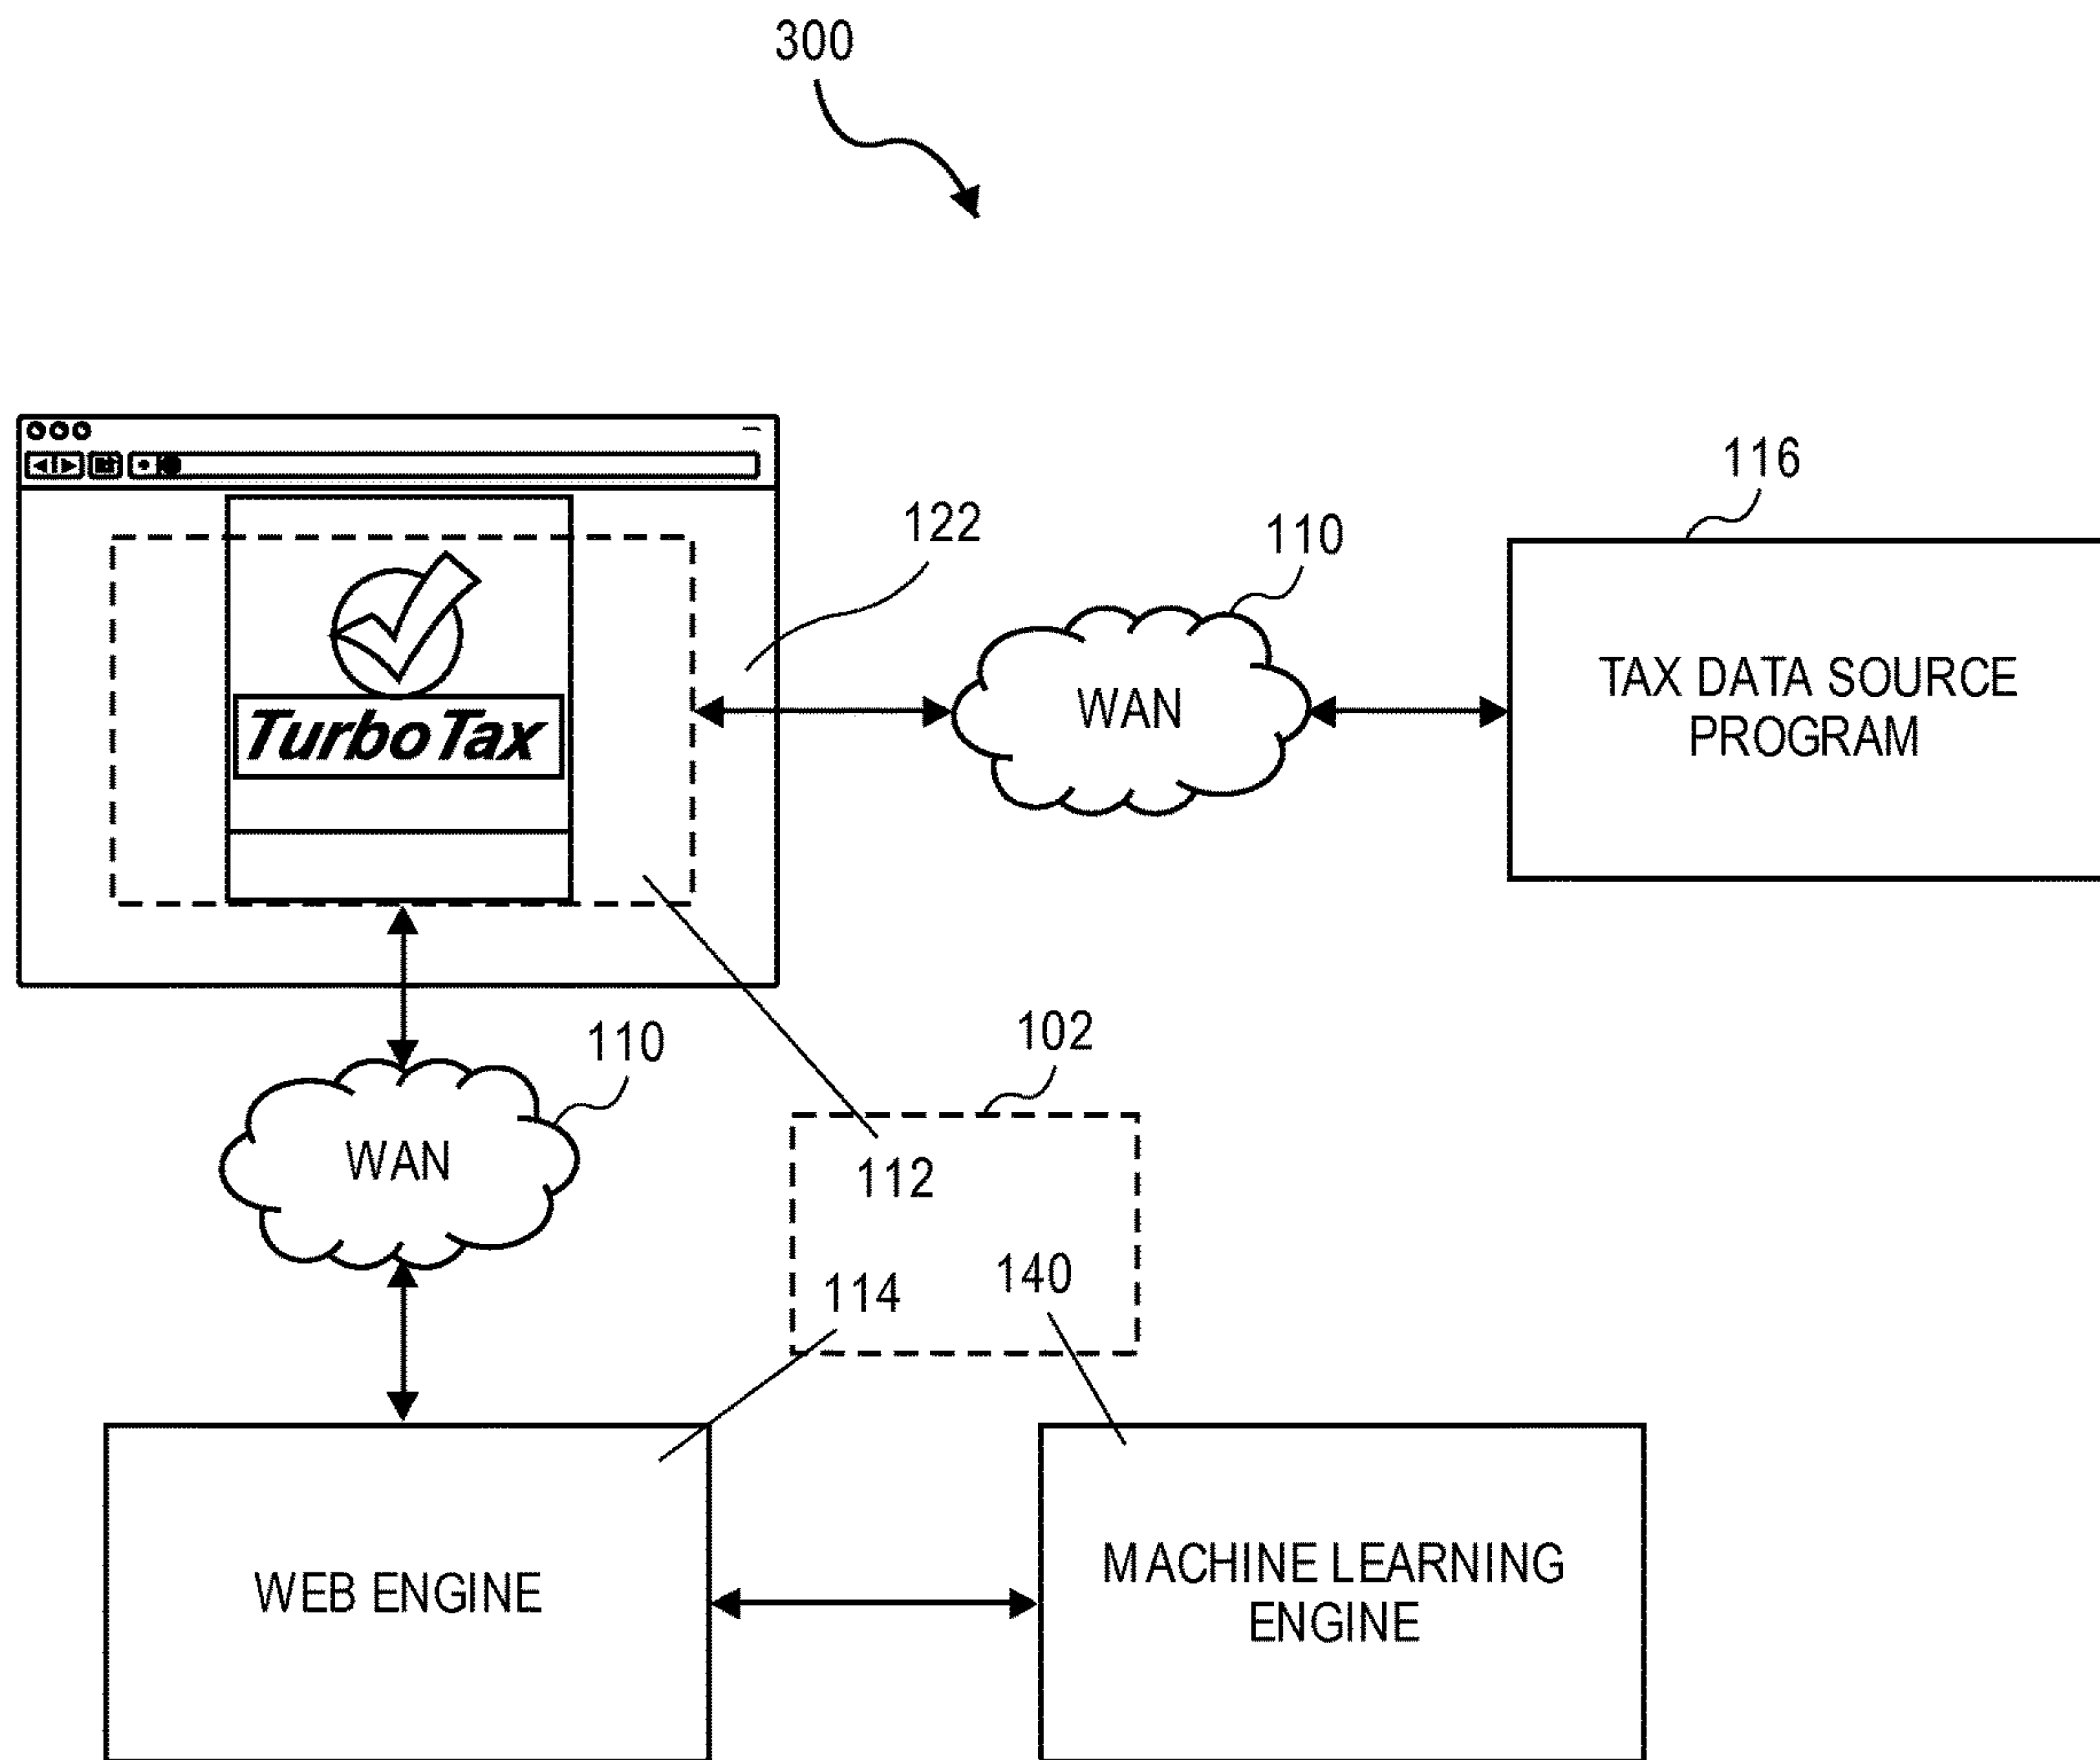 300
116
122
110
TAX DATA SOURCE
PROGRAM
WAN
TurboTax
110
102
WAN
112
114
140
WEB ENGINE
MACHINE LEARNING
ENGINE